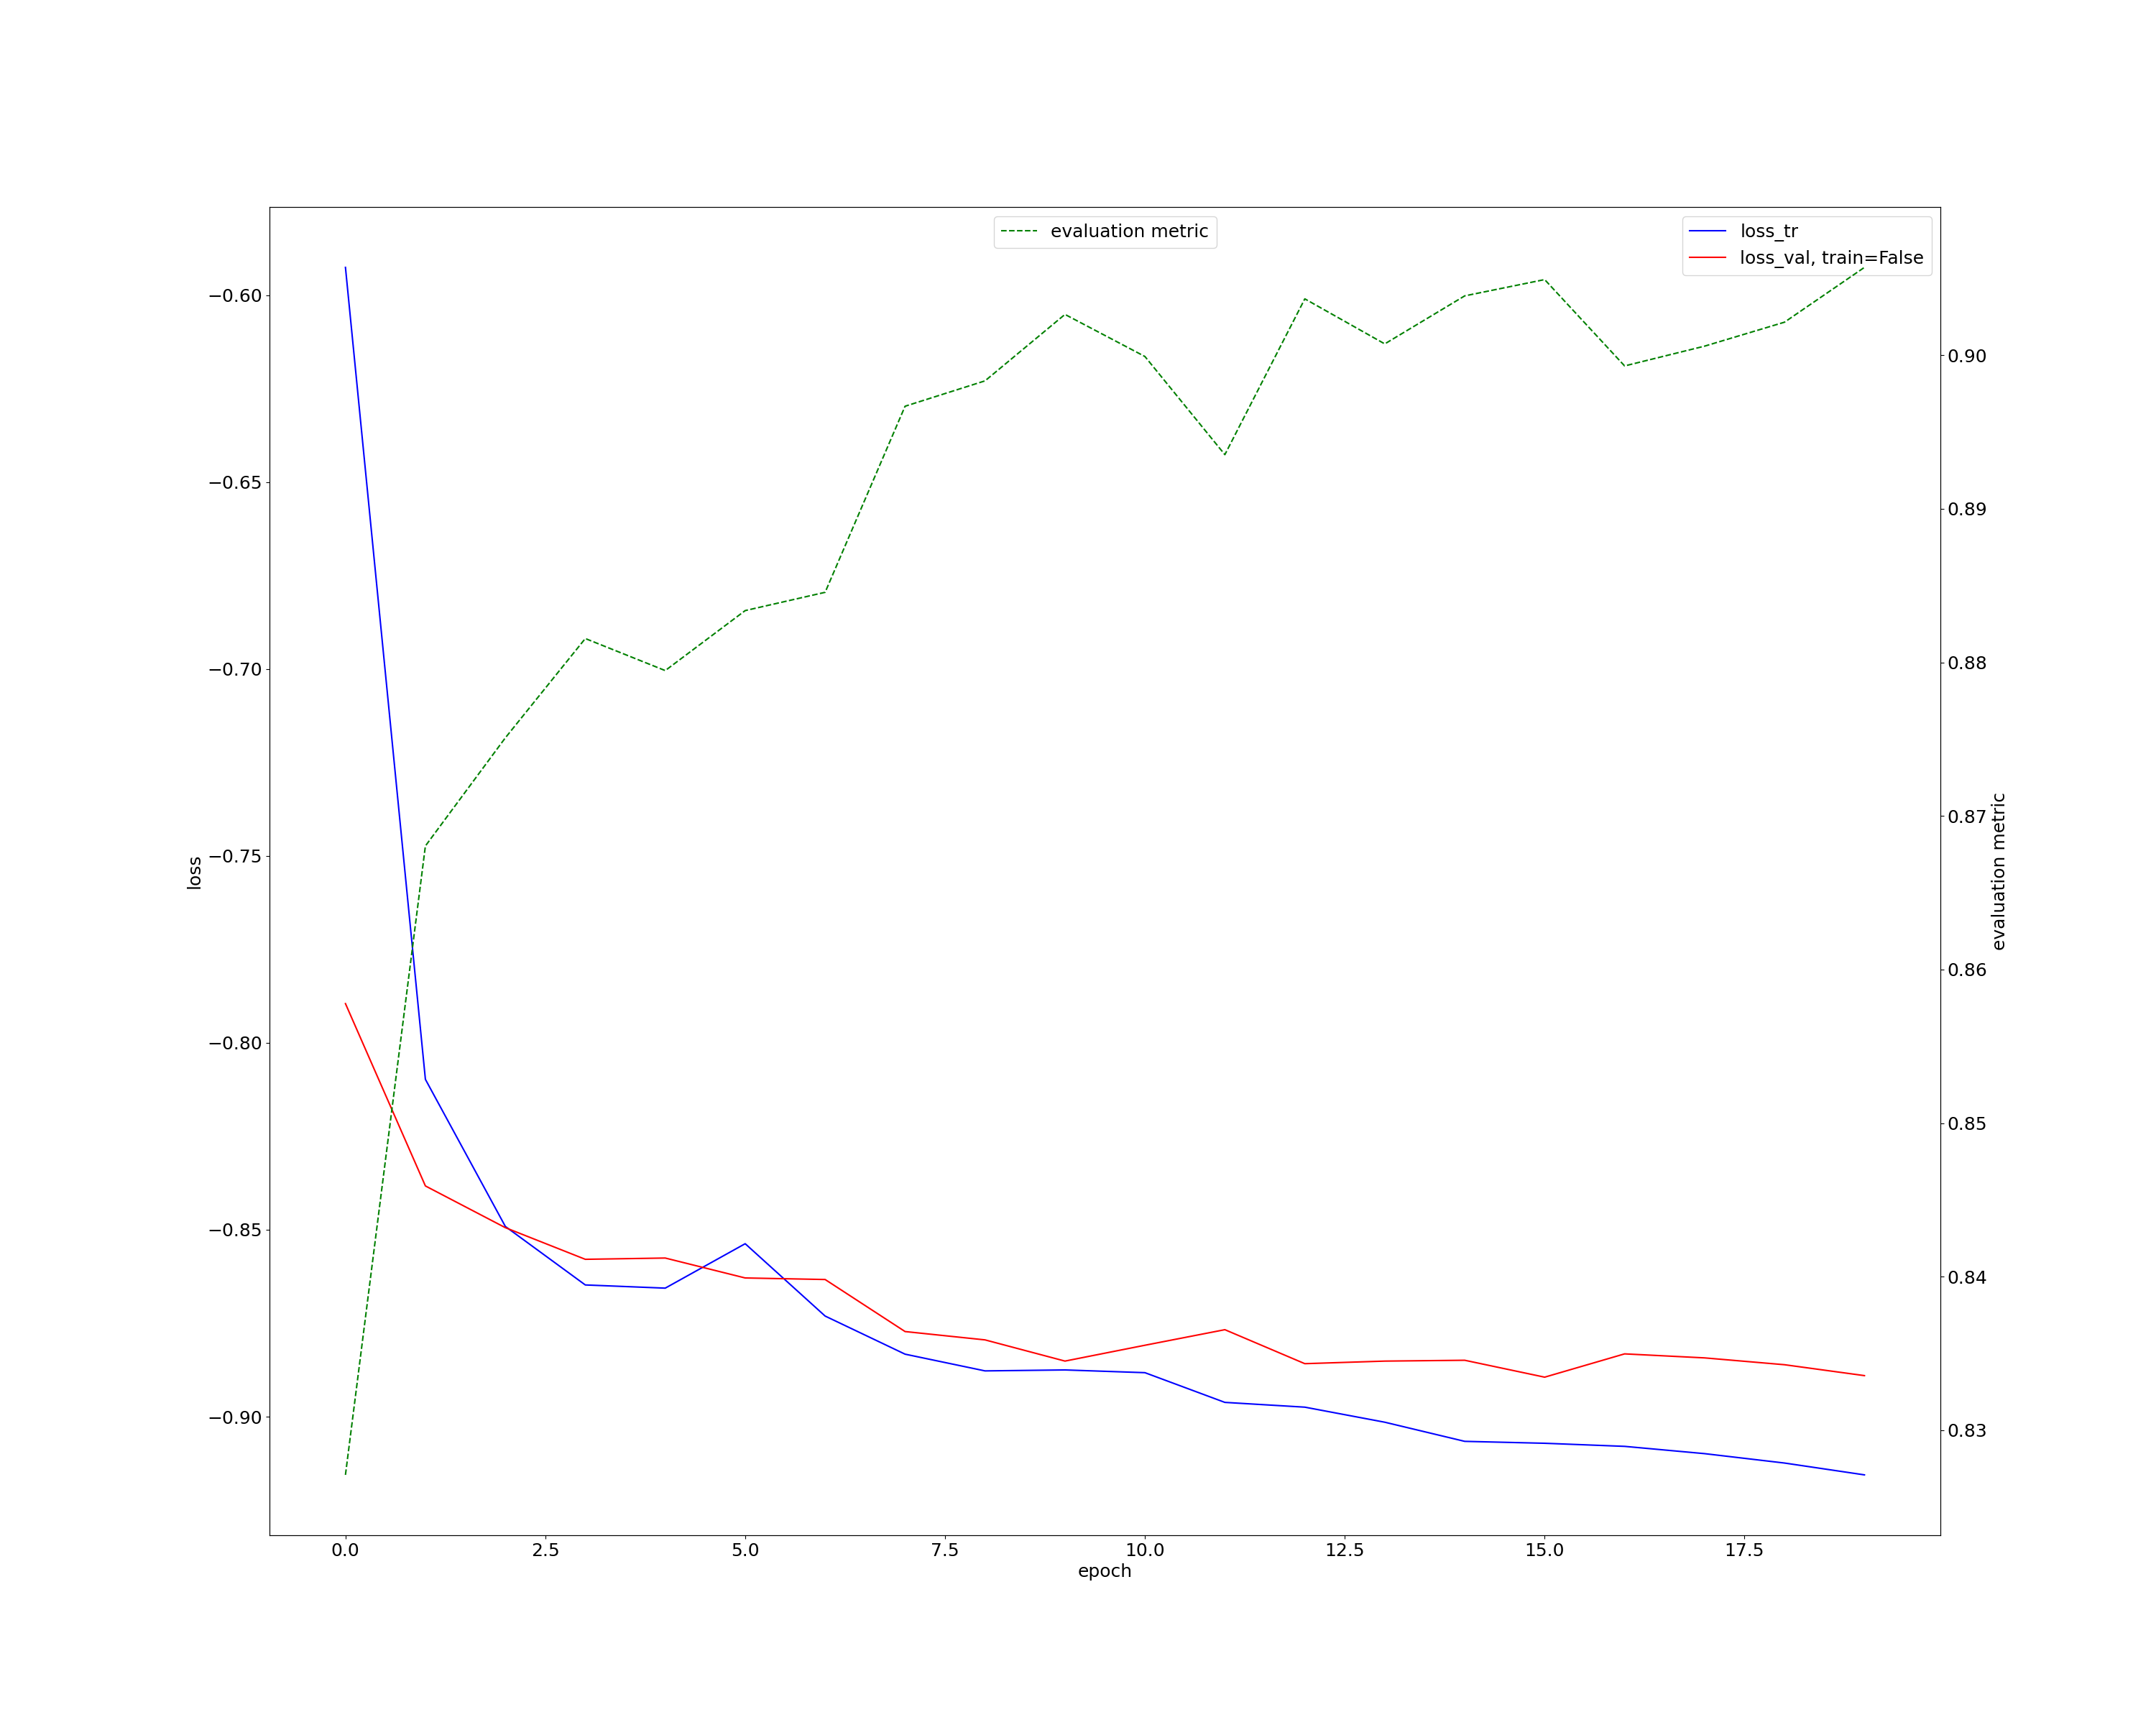 evaluation metric
loss_tr
loss_val, train=False
−0.60
−0.65
−0.70
−0.75
−0.80
−0.85
−0.90
loss
0.90
0.89
0.88
0.87
0.86
0.85
0.84
0.83
evaluation metric
0.0 2.5 5.0 7.5 10.0 12.5 15.0 17.5
epoch